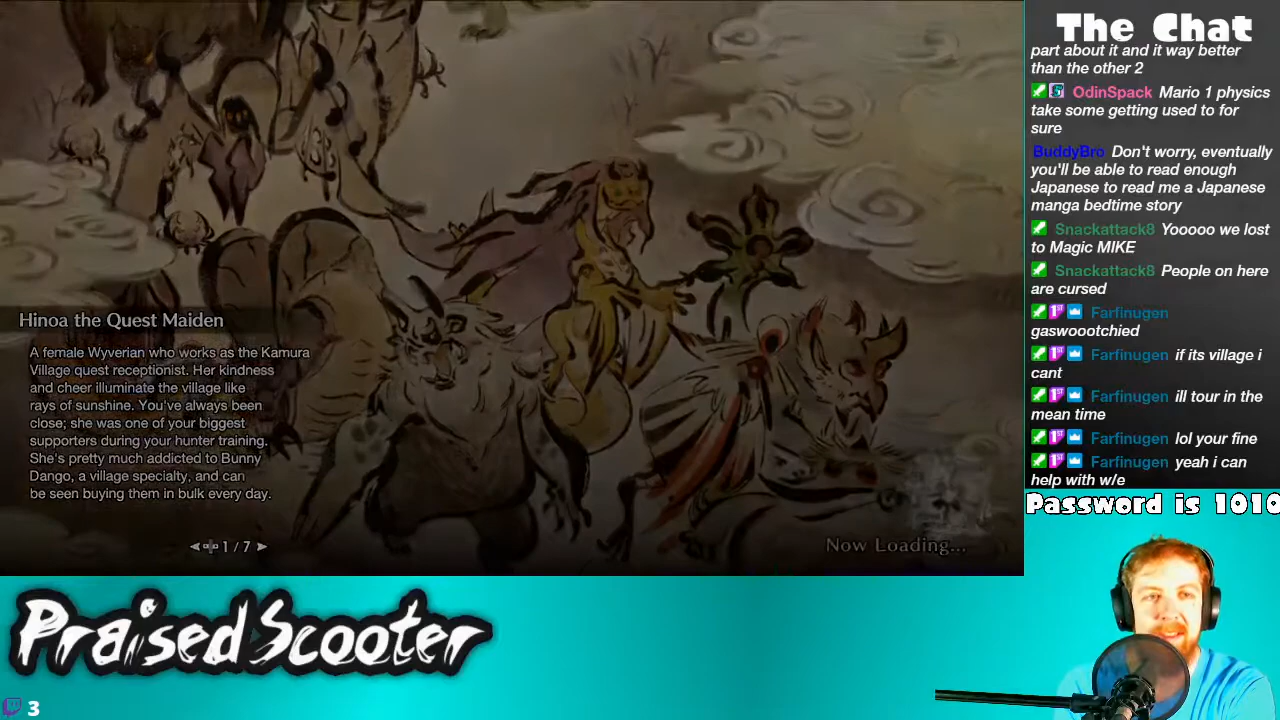 The Chat
part about it and it way better
than the other 2
OdinSpack Mario 1 physics
take some getting used to for
sure
BuddyBro Don't worry, eventually
you'll be able to read enough
Japanese to read me a Japanese
manga bedtime story
Snackattack8 Yooooo we lost
to Magic MIKE
Snackattack8 People on here
are cursed
Farfinugen
gaswoootchied
Farfinugen if its village i
cant
Farfinugen ill tour in the
mean time
Farfinugen lol your fine
Farfinugen yeah i can
help with w/e
Password is 1010
Hinoa the Quest Maiden
A female Wyverian who works as the Kamura
Village quest receptionist. Her kindness
and cheer illuminate the village like
rays of sunshine. You've always been
close; she was one of your biggest
supporters during your hunter training.
She's pretty much addicted to Bunny
Dango, a village specialty, and can
be seen buying them in bulk every day.
1 / 7
Now Loading...
PraisedScooter
3